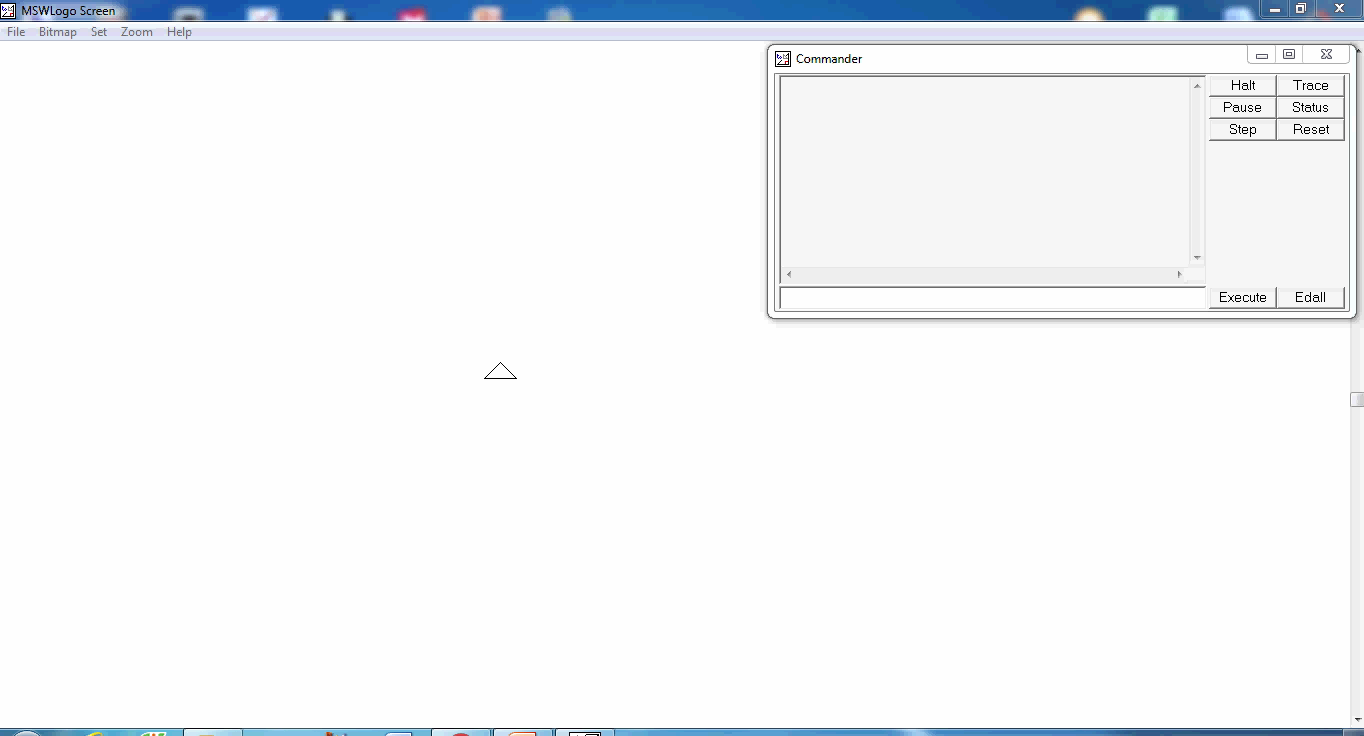 MSWLogo Screen
File Bitmap Set Zoom Help
Commander
Halt Trace
Pause Status
Step Reset
Execute Edall